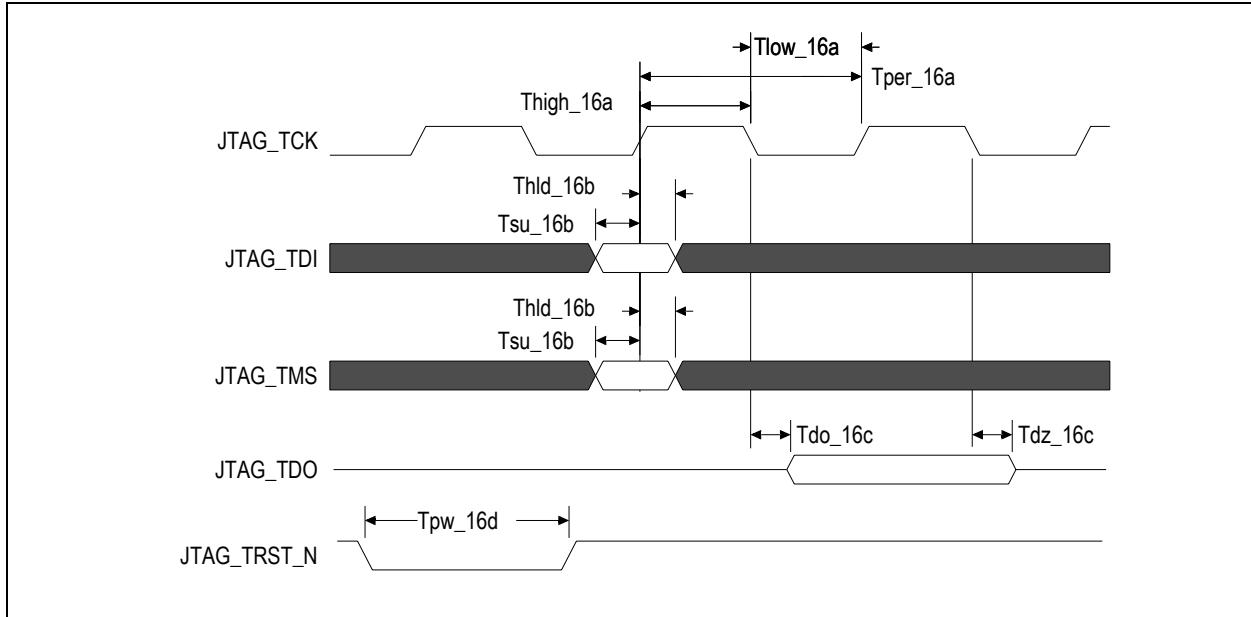 Tlow_16a
Tper_16a
Thigh_16a
JTAG_TCK
Thld_16b
Tsu_16b
JTAG_TDI
Thld_16b
Tsu_16b
JTAG_TMS
Tdo_16c
Tdz_16c
JTAG_TDO
Tpw_16d
JTAG_TRST_N